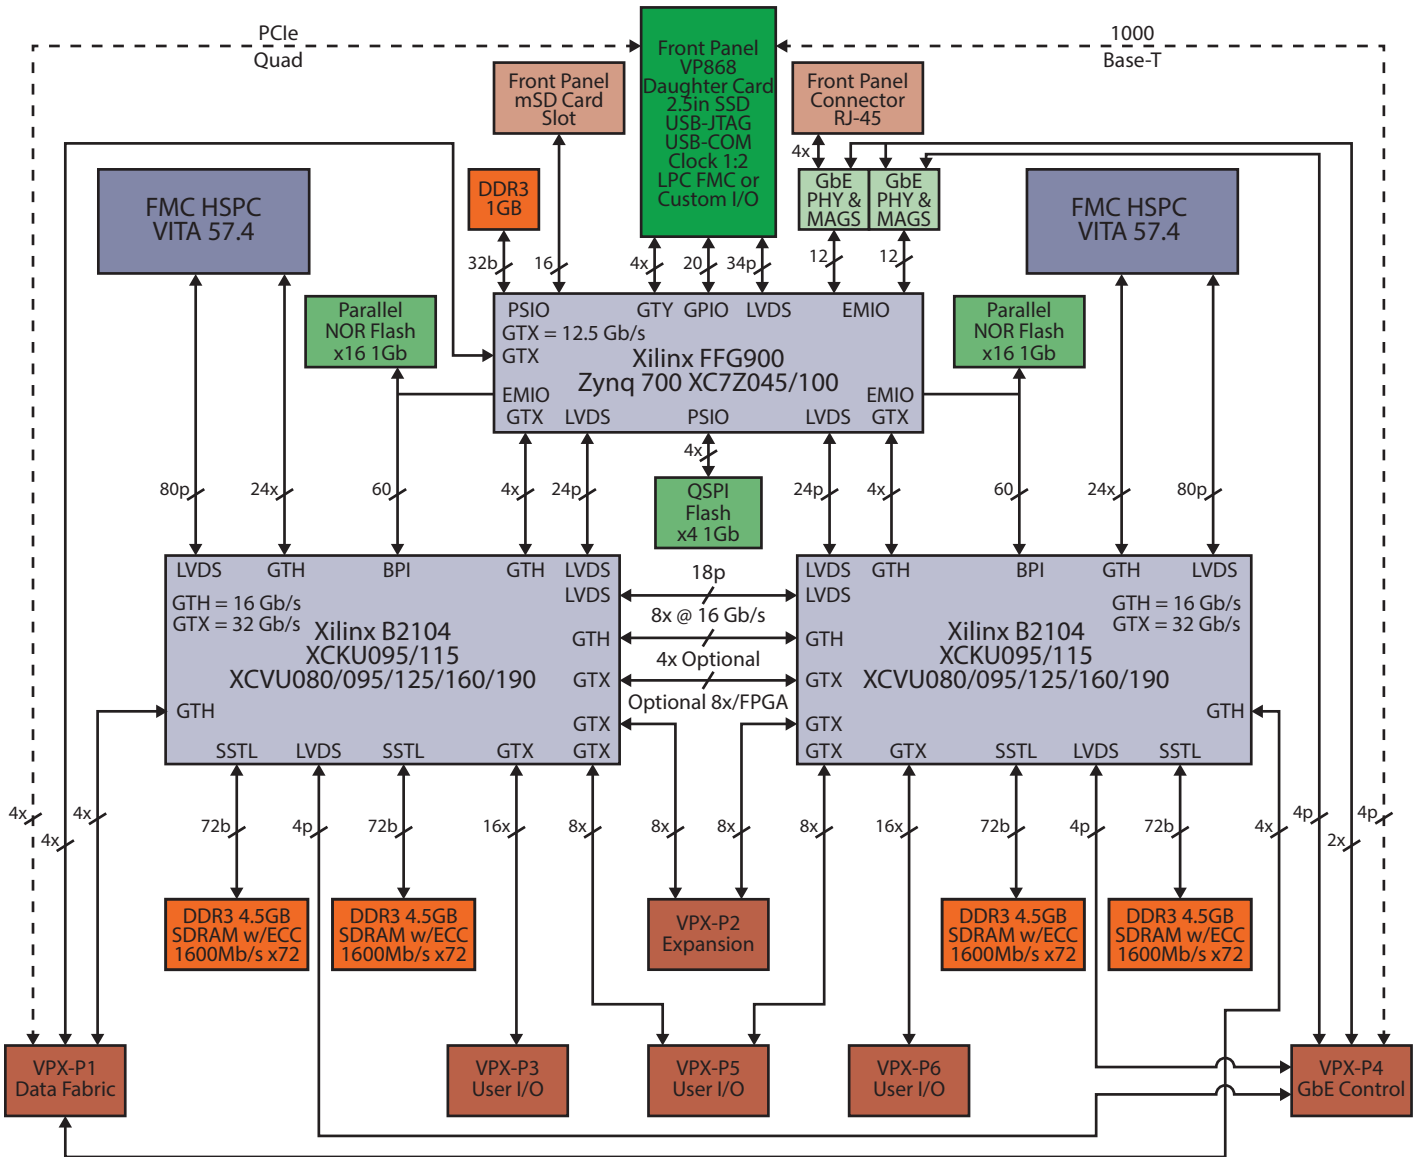 PCIe
Quad
1000
Base-T
Front Panel
VP868
Daughter Card
2.5in SSD
USB-JTAG
USB-COM
Clock 1:2
LPC FMC or
Custom I/O
Front Panel
mSD Card
Slot
Front Panel
Connector
RJ-45
4x
FMC HSPC
VITA 57.4
DDR3
1GB
GbE
PHY &
MAGS
GbE
PHY &
MAGS
FMC HSPC
VITA 57.4
32b
16
4x
20
34p
12
12
Parallel
NOR Flash
x16 1Gb
PSIO
GTY
GPIO
LVDS
EMIO
GTX = 12.5 Gb/s
GTX
Xilinx FFG900
Zynq 700 XC7Z045/100
EMIO
GTX
LVDS
PSIO
LVDS
EMIO
GTX
Parallel
NOR Flash
x16 1Gb
4x
QSPI
Flash
x4 1Gb
80p
24x
60
4x
24p
24p
4x
60
24x
80p
LVDS
GTH
BPI
GTH
LVDS
LVDS
GTH = 16 Gb/s
GTX = 32 Gb/s
Xilinx B2104
XCKU095/115
XCVU080/095/125/160/190
GTH
GTX
GTH
GTX
SSTL
LVDS
SSTL
GTX
GTX
18p
8x @ 16 Gb/s
4x Optional
Optional 8x/FPGA
LVDS
GTH
BPI
GTH
LVDS
LVDS
GTH = 16 Gb/s
GTX = 32 Gb/s
Xilinx B2104
XCKU095/115
XCVU080/095/125/160/190
GTH
GTX
GTH
GTX
GTX
GTX
SSTL
LVDS
SSTL
4x
4x
4x
72b
4p
72b
16x
8x
8x
8x
8x
16x
72b
4p
72b
4x
4p
2x
4p
DDR3 4.5GB
SDRAM w/ECC
1600Mb/s x72
DDR3 4.5GB
SDRAM w/ECC
1600Mb/s x72
VPX-P2
Expansion
DDR3 4.5GB
SDRAM w/ECC
1600Mb/s x72
DDR3 4.5GB
SDRAM w/ECC
1600Mb/s x72
VPX-P1
Data Fabric
VPX-P3
User I/O
VPX-P5
User I/O
VPX-P6
User I/O
VPX-P4
GbE Control